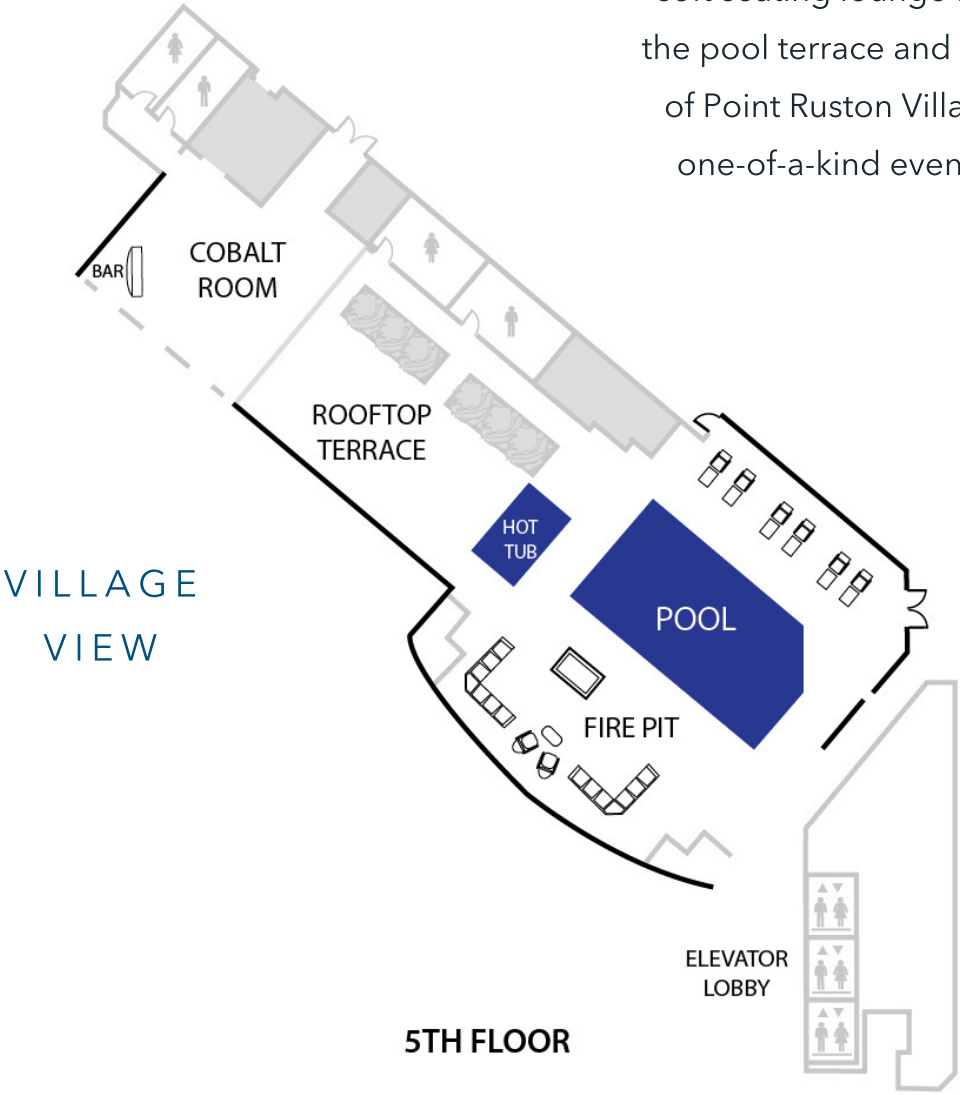 the pool terrace and
of Point Ruston Villa
one-of-a-kind even
COBALT
ROOM
BAR
ROOFTOP
TERRACE
HOT
TUB
VILLAGE
VIEW
POOL
FIRE PIT
ELEVATOR
LOBBY
5TH FLOOR